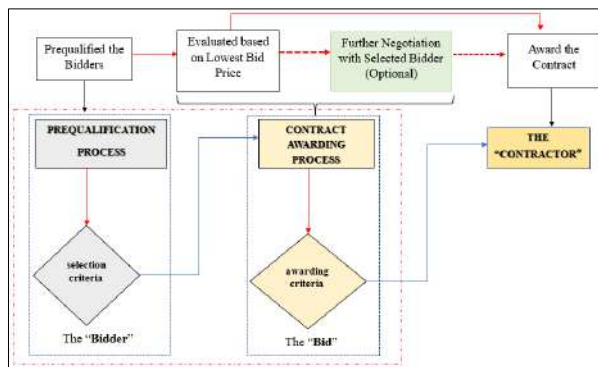 Prequalified the
Bidders
Evaluated based
on Lowest Bid
Price
Further Negotiation
with Selected Bidder
(Optional)
Award the
Contract
PREQUALIFICATION
PROCESS
CONTRACT
AWARDING
PROCESS
THE
"CONTRACTOR"
selection
criteria
awarding
criteria
The "Bidder"
The "Bid"